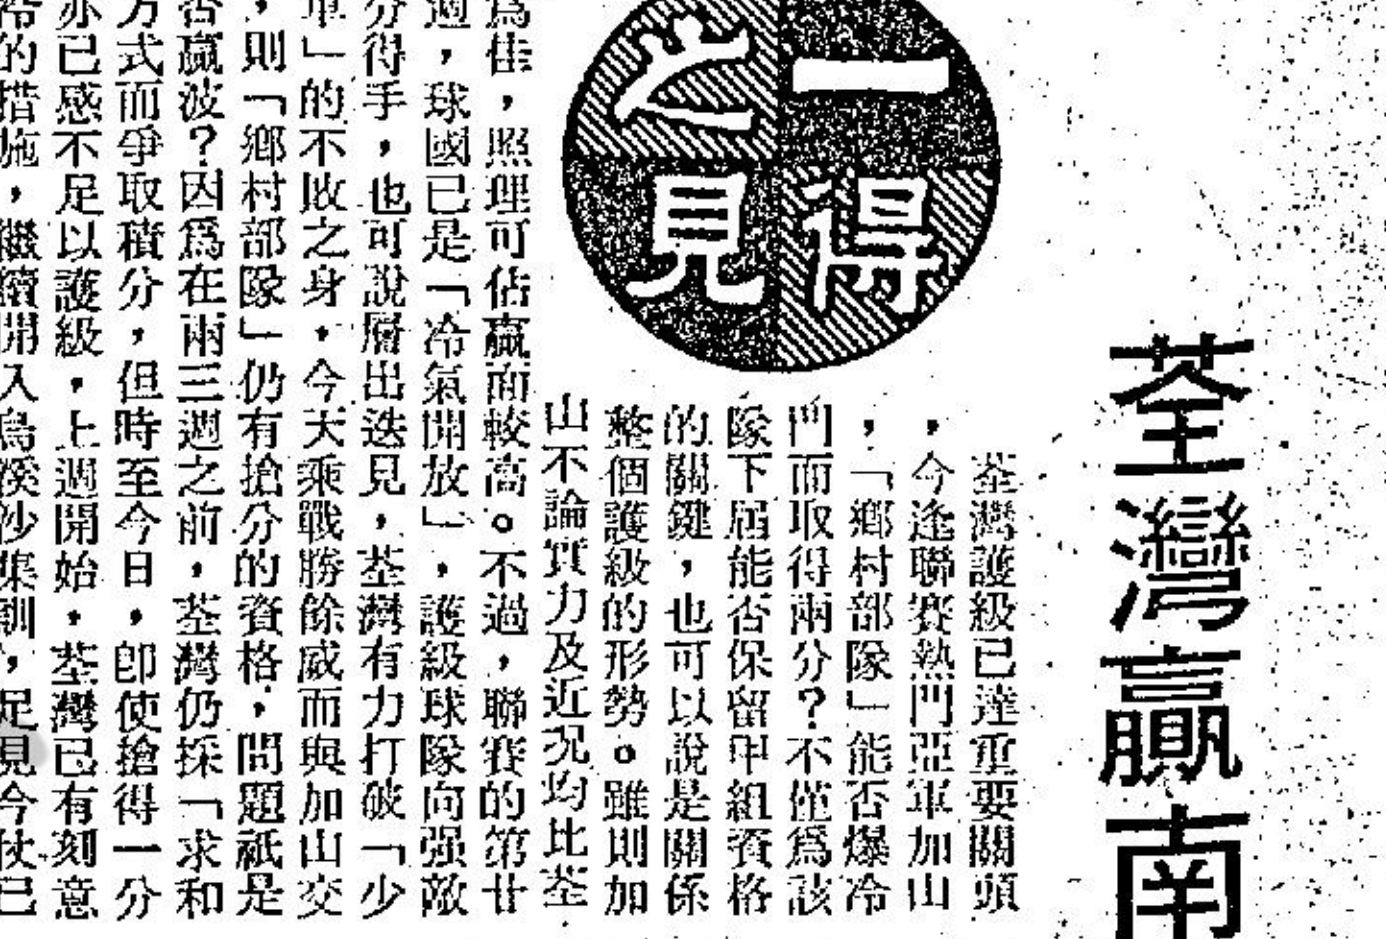 荃灣贏南
一得之見
荃灣護級已達重要關頭
，今逢聯賽熱門亞軍加山
，「鄉村部隊」能否爆冷
門而取得兩分？不僅爲該
隊下屆能否保留甲組資格
的關鍵，也可以說是關係
整個護級的形勢。雖則加
山不論實力及近況均比荃
爲佳，照理可佔贏面較高。不過，聯賽的第廿
週，球國已是「冷氣開放」，護級球隊向强敵
分得手，也可說層出迭見，荃灣有力打破「少
軍」的不敗之身，今天乘戰勝餘威而與加山交
，則「鄉村部隊」仍有搶分的資格，問題祗是
否贏波？因爲在兩三週之前，荃灣仍採「求和
方式而爭取積分，但時至今日，卽使搶得一分
亦已感不足以護級，上週開始，荃灣已有刻意
冷的措施，繼續開入烏溪沙集訓，足見今仗已